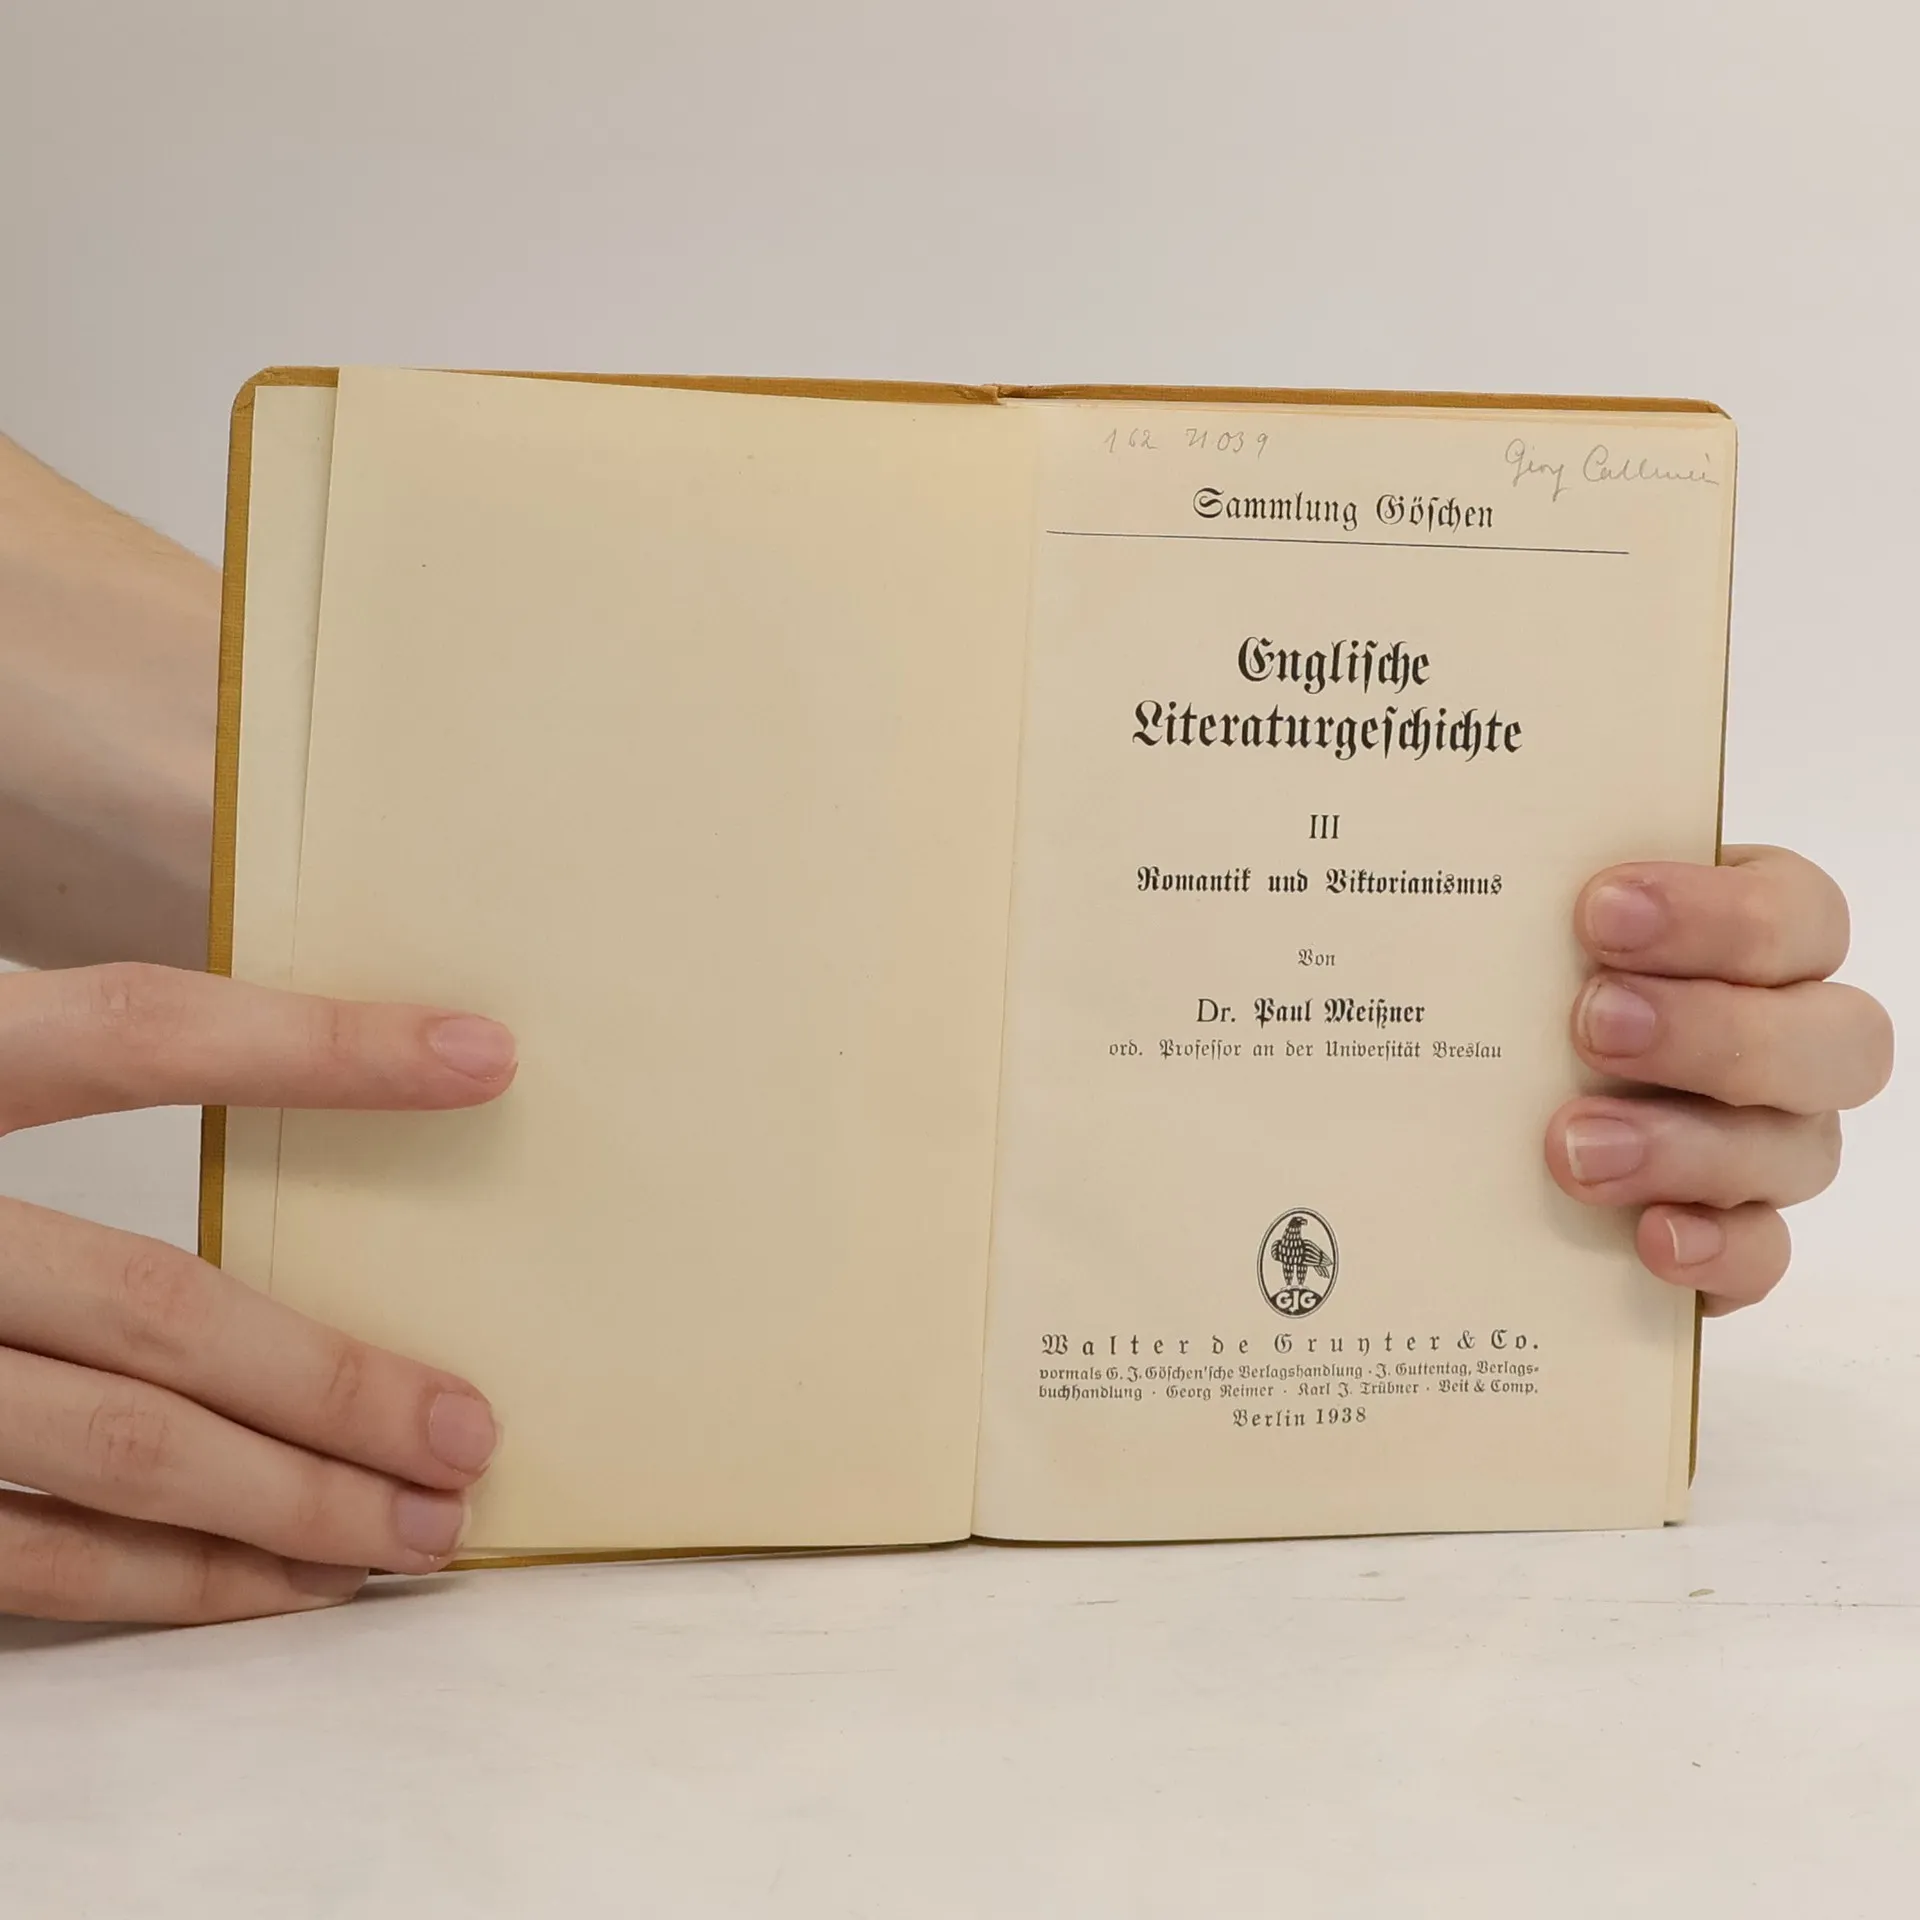 162 71039
Sammlung Göſchen
Engliſche
Literaturgeſchichte
III
Romantik und Viktorianismus
Von
Dr. Paul Meißner
ord. Profeſſor an der Univerſität Breslau
GJG
Walter de Gruyter & Co.
vormals G. J. Göſchen'ſche Verlagshandlung · J. Guttentag, Verlags-
buchhandlung · Georg Reimer · Karl J. Trübner · Veit & Comp.
Berlin 1938